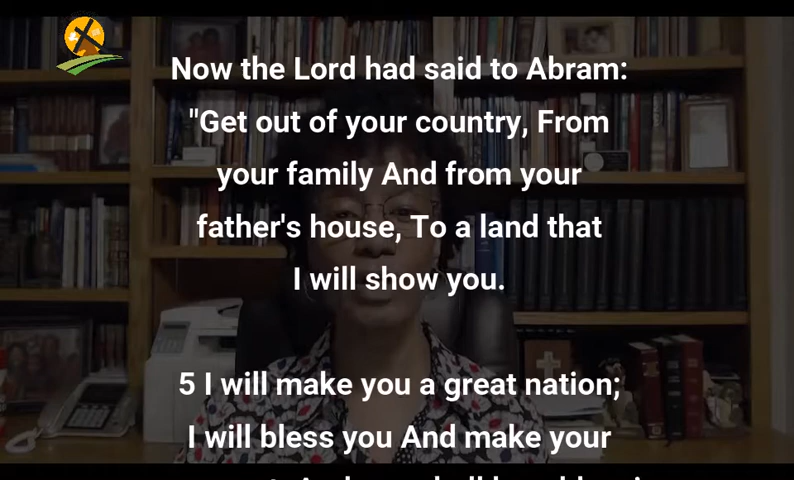 Now the Lord had said to Abram:
"Get out of your country, From
your family And from your
father's house, To a land that
I will show you.
5 I will make you a great nation;
I will bless you And make your